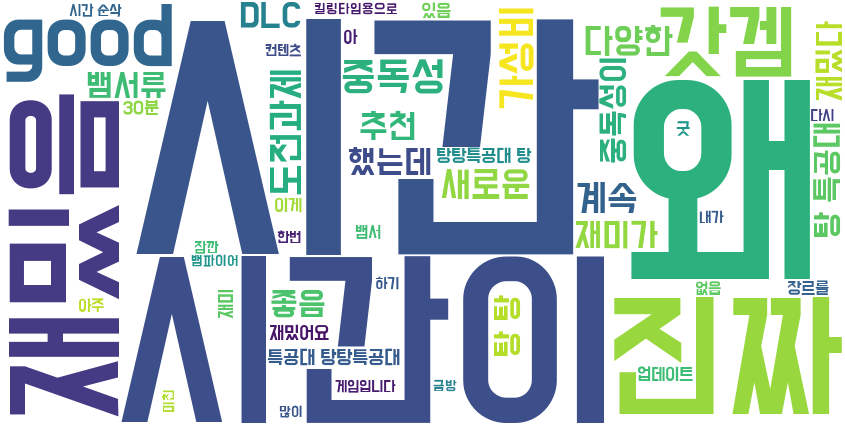 시간 순삭
good
뱀서류
30분
재밌음
시간
DLC
컨텐츠
도전과제
이게
한번
킬링타임용으로
아
중독성
추천
했는데
있음
가성비
탕탕특공대 탕
새로운
다양한
갓겜
중독성이
왜
굿
내가
계속
재미가
재밌다
다시
대공특 탕
잠깐
뱀파이어
뱀서
아주
재미
미친
시간이
좋음
재밌어요
특공대 탕탕특공대
하기
게임입니다
많이
금방
탕탕
없음
장르를
진짜
업데이트